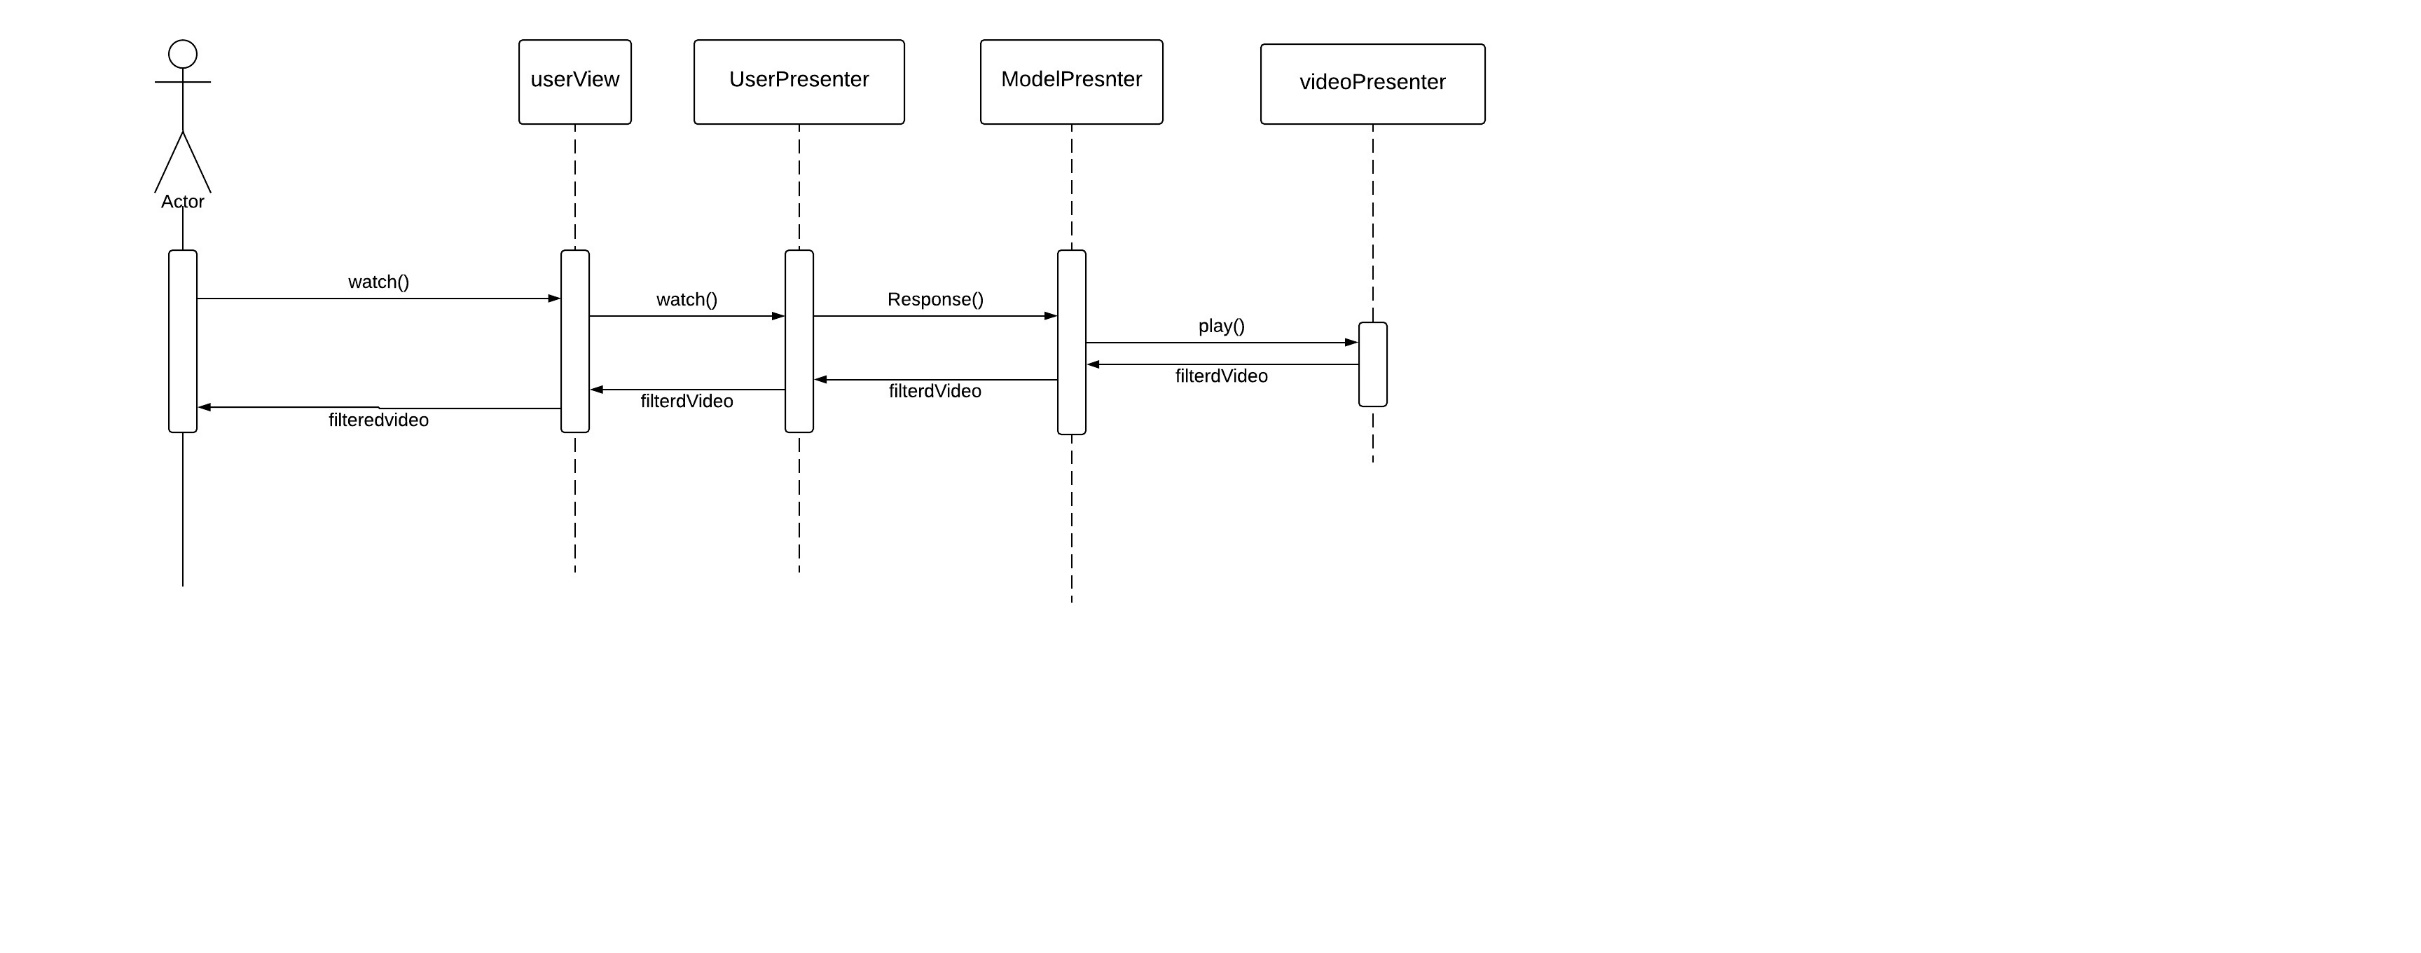 userView
UserPresenter
ModelPresnter
videoPresenter
Actor
watch()
watch()
Response()
play()
filterdVideo
filterdVideo
filterdVideo
filteredvideo